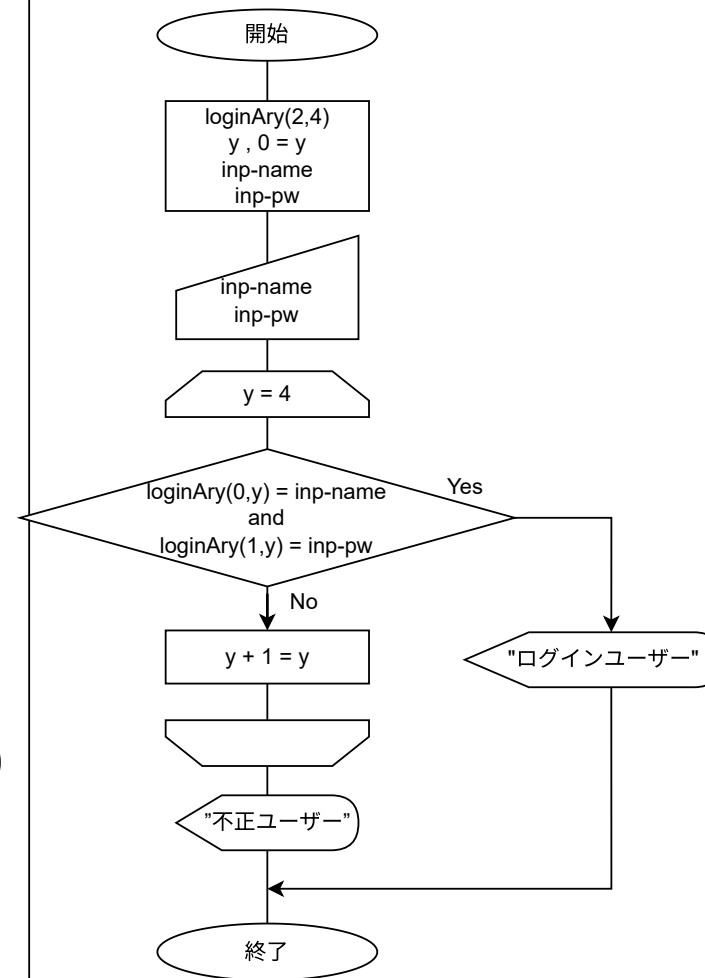 開始
loginAry(2,4)
y , 0 = y
inp-name
inp-pw
inp-name
inp-pw
y = 4
loginAry(0,y) = inp-name
and
loginAry(1,y) = inp-pw
Yes
No
y + 1 = y
"ログインユーザー"
”不正ユーザー”
終了